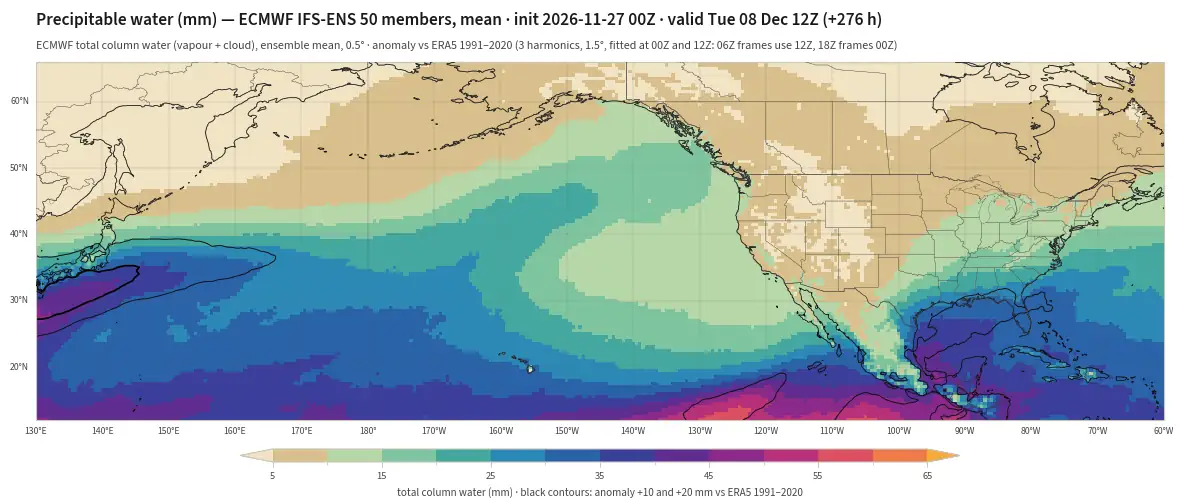 Precipitable water (mm) — ECMWF IFS-ENS 50 members, mean · init 2026-11-27 00Z · valid Tue 08 Dec 12Z (+276 h)
ECMWF total column water (vapour + cloud), ensemble mean, 0.5° · anomaly vs ERA5 1991–2020 (3 harmonics, 1.5°, fitted at 00Z and 12Z: 06Z frames use 12Z, 18Z frames 00Z)
60°N
50°N
40°N
30°N
20°N
130°E 140°E 150°E 160°E 170°E 180° 170°W 160°W 150°W 140°W 130°W 120°W 110°W 100°W 90°W 80°W 70°W 60°W
5 15 25 35 45 55 65
total column water (mm) · black contours: anomaly +10 and +20 mm vs ERA5 1991–2020